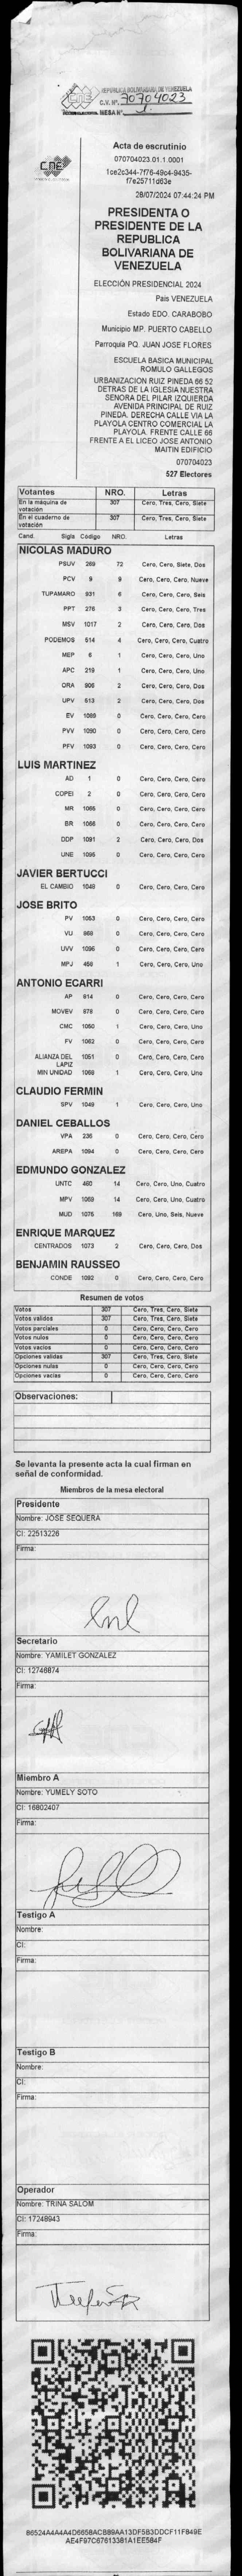 REPUBLICA BOLIVARIANA DE VENEZUELA
C.V. Nº. 70704023
MESA Nº 1
CNE
Acta de escrutinio
070704023.01.1.0001
1ce2c344-7f76-49c4-9435-
f7e25711d63e
28/07/2024 07:44:24 PM
PRESIDENTA O
PRESIDENTE DE LA
REPUBLICA
BOLIVARIANA DE
VENEZUELA
ELECCIÓN PRESIDENCIAL 2024
Pais VENEZUELA
Estado EDO. CARABOBO
Municipio MP. PUERTO CABELLO
Parroquia PQ. JUAN JOSE FLORES
ESCUELA BASICA MUNICIPAL
ROMULO GALLEGOS
URBANIZACION RUIZ PINEDA 66 52
DETRAS DE LA IGLESIA NUESTRA
SENORA DEL PILAR IZQUIERDA
AVENIDA PRINCIPAL DE RUIZ
PINEDA. DERECHA CALLE VIA LA
PLAYOLA CENTRO COMERCIAL LA
PLAYOLA. FRENTE CALLE 66
FRENTE A EL LICEO JOSE ANTONIO
MAITIN EDIFICIO
070704023
527 Electores
Votantes NRO. Letras
En la máquina de votación 307 Cero, Tres, Cero, Siete
En el cuaderno de votación 307 Cero, Tres, Cero, Siete
Cand. Sigla Código NRO. Letras
NICOLAS MADURO
PSUV 269 72 Cero, Cero, Siete, Dos
PCV 9 9 Cero, Cero, Cero, Nueve
TUPAMARO 931 6 Cero, Cero, Cero, Seis
PPT 276 3 Cero, Cero, Cero, Tres
MSV 1017 2 Cero, Cero, Cero, Dos
PODEMOS 514 4 Cero, Cero, Cero, Cuatro
MEP 6 1 Cero, Cero, Cero, Uno
APC 219 1 Cero, Cero, Cero, Uno
ORA 906 2 Cero, Cero, Cero, Dos
UPV 513 2 Cero, Cero, Cero, Dos
EV 1089 0 Cero, Cero, Cero, Cero
PVV 1090 0 Cero, Cero, Cero, Cero
PFV 1093 0 Cero, Cero, Cero, Cero
LUIS MARTINEZ
AD 1 0 Cero, Cero, Cero, Cero
COPEI 2 0 Cero, Cero, Cero, Cero
MR 1065 0 Cero, Cero, Cero, Cero
BR 1066 0 Cero, Cero, Cero, Cero
DDP 1091 2 Cero, Cero, Cero, Dos
UNE 1095 0 Cero, Cero, Cero, Cero
JAVIER BERTUCCI
EL CAMBIO 1048 0 Cero, Cero, Cero, Cero
JOSE BRITO
PV 1053 0 Cero, Cero, Cero, Cero
VU 868 0 Cero, Cero, Cero, Cero
UVV 1096 0 Cero, Cero, Cero, Cero
MPJ 458 1 Cero, Cero, Cero, Uno
ANTONIO ECARRI
AP 814 0 Cero, Cero, Cero, Cero
MOVEV 878 0 Cero, Cero, Cero, Cero
CMC 1050 1 Cero, Cero, Cero, Uno
FV 1062 0 Cero, Cero, Cero, Cero
ALIANZA DEL LAPIZ 1051 0 Cero, Cero, Cero, Cero
MIN UNIDAD 1058 1 Cero, Cero, Cero, Uno
CLAUDIO FERMIN
SPV 1049 1 Cero, Cero, Cero, Uno
DANIEL CEBALLOS
VPA 236 0 Cero, Cero, Cero, Cero
AREPA 1094 0 Cero, Cero, Cero, Cero
EDMUNDO GONZALEZ
UNTC 460 14 Cero, Cero, Uno, Cuatro
MPV 1069 14 Cero, Cero, Uno, Cuatro
MUD 1075 169 Cero, Uno, Seis, Nueve
ENRIQUE MARQUEZ
CENTRADOS 1073 2 Cero, Cero, Cero, Dos
BENJAMIN RAUSSEO
CONDE 1092 0 Cero, Cero, Cero, Cero
Resumen de votos
Votos 307 Cero, Tres, Cero, Siete
Votos válidos 307 Cero, Tres, Cero, Siete
Votos parciales 0 Cero, Cero, Cero, Cero
Votos nulos 0 Cero, Cero, Cero, Cero
Votos vacios 0 Cero, Cero, Cero, Cero
Opciones validas 307 Cero, Tres, Cero, Siete
Opciones nulas 0 Cero, Cero, Cero, Cero
Opciones vacias 0 Cero, Cero, Cero, Cero
Observaciones:
Se levanta la presente acta la cual firman en
señal de conformidad.
Miembros de la mesa electoral
Presidente
Nombre: JOSE SEQUERA
CI: 22513226
Firma:
Secretario
Nombre: YAMILET GONZALEZ
CI: 12746874
Firma:
Miembro A
Nombre: YUMELY SOTO
CI: 16802407
Firma:
Testigo A
Nombre:
CI:
Firma:
Testigo B
Nombre:
CI:
Firma:
Operador
Nombre: TRINA SALOM
CI: 17248943
Firma:
86524A4A4A4D6658ACB89AA13DF5B3DDCF11F849E
AE4F97C67613381A1EE584F